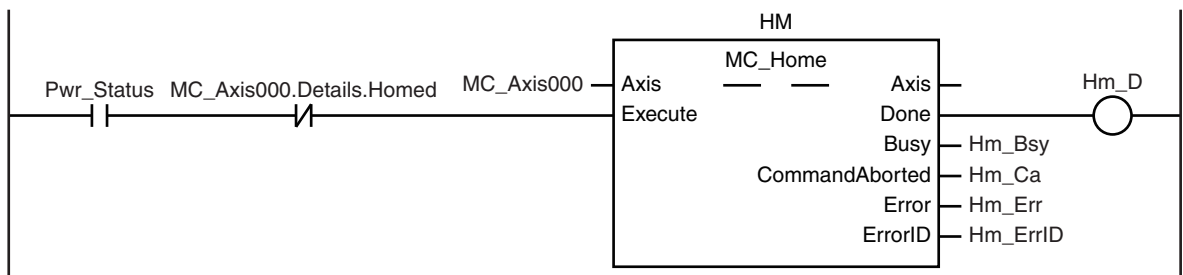 HM
MC_Home
Pwr_Status MC_Axis000.Details.Homed MC_Axis000 Axis Axis Hm_D
Execute Done
Busy Hm_Bsy
CommandAborted Hm_Ca
Error Hm_Err
ErrorID Hm_ErrID